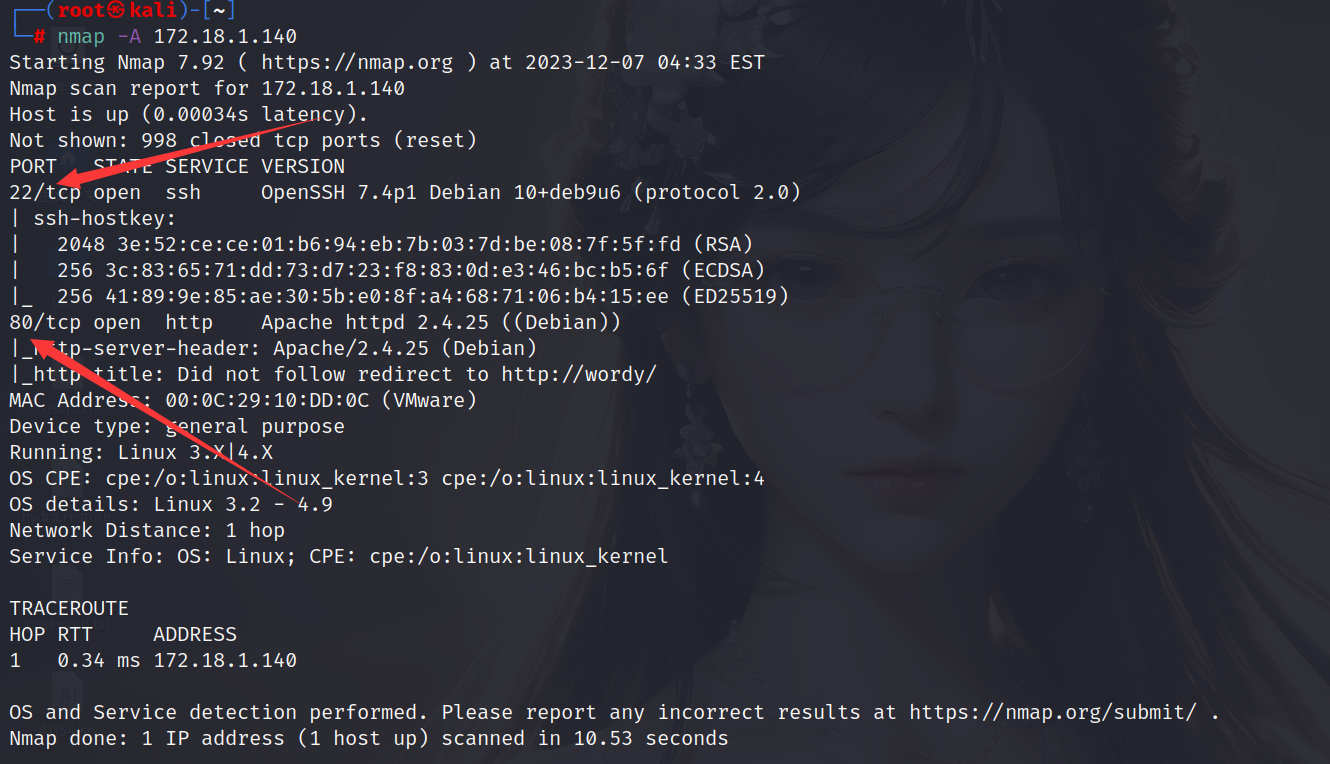 ┌──(root㉿kali)-[~]
└─# nmap -A 172.18.1.140
Starting Nmap 7.92 ( https://nmap.org ) at 2023-12-07 04:33 EST
Nmap scan report for 172.18.1.140
Host is up (0.00034s latency).
Not shown: 998 closed tcp ports (reset)
PORT   STATE SERVICE VERSION
22/tcp open  ssh     OpenSSH 7.4p1 Debian 10+deb9u6 (protocol 2.0)
| ssh-hostkey:
|   2048 3e:52:ce:ce:01:b6:94:eb:7b:03:7d:be:08:7f:5f:fd (RSA)
|   256 3c:83:65:71:dd:73:d7:23:f8:83:0d:e3:46:bc:b5:6f (ECDSA)
|_  256 41:89:9e:85:ae:30:5b:e0:8f:a4:68:71:06:b4:15:ee (ED25519)
80/tcp open  http    Apache httpd 2.4.25 ((Debian))
|_http-server-header: Apache/2.4.25 (Debian)
|_http-title: Did not follow redirect to http://wordy/
MAC Address: 00:0C:29:10:DD:0C (VMware)
Device type: general purpose
Running: Linux 3.X|4.X
OS CPE: cpe:/o:linux:linux_kernel:3 cpe:/o:linux:linux_kernel:4
OS details: Linux 3.2 - 4.9
Network Distance: 1 hop
Service Info: OS: Linux; CPE: cpe:/o:linux:linux_kernel

TRACEROUTE
HOP RTT     ADDRESS
1   0.34 ms 172.18.1.140

OS and Service detection performed. Please report any incorrect results at https://nmap.org/submit/ .
Nmap done: 1 IP address (1 host up) scanned in 10.53 seconds